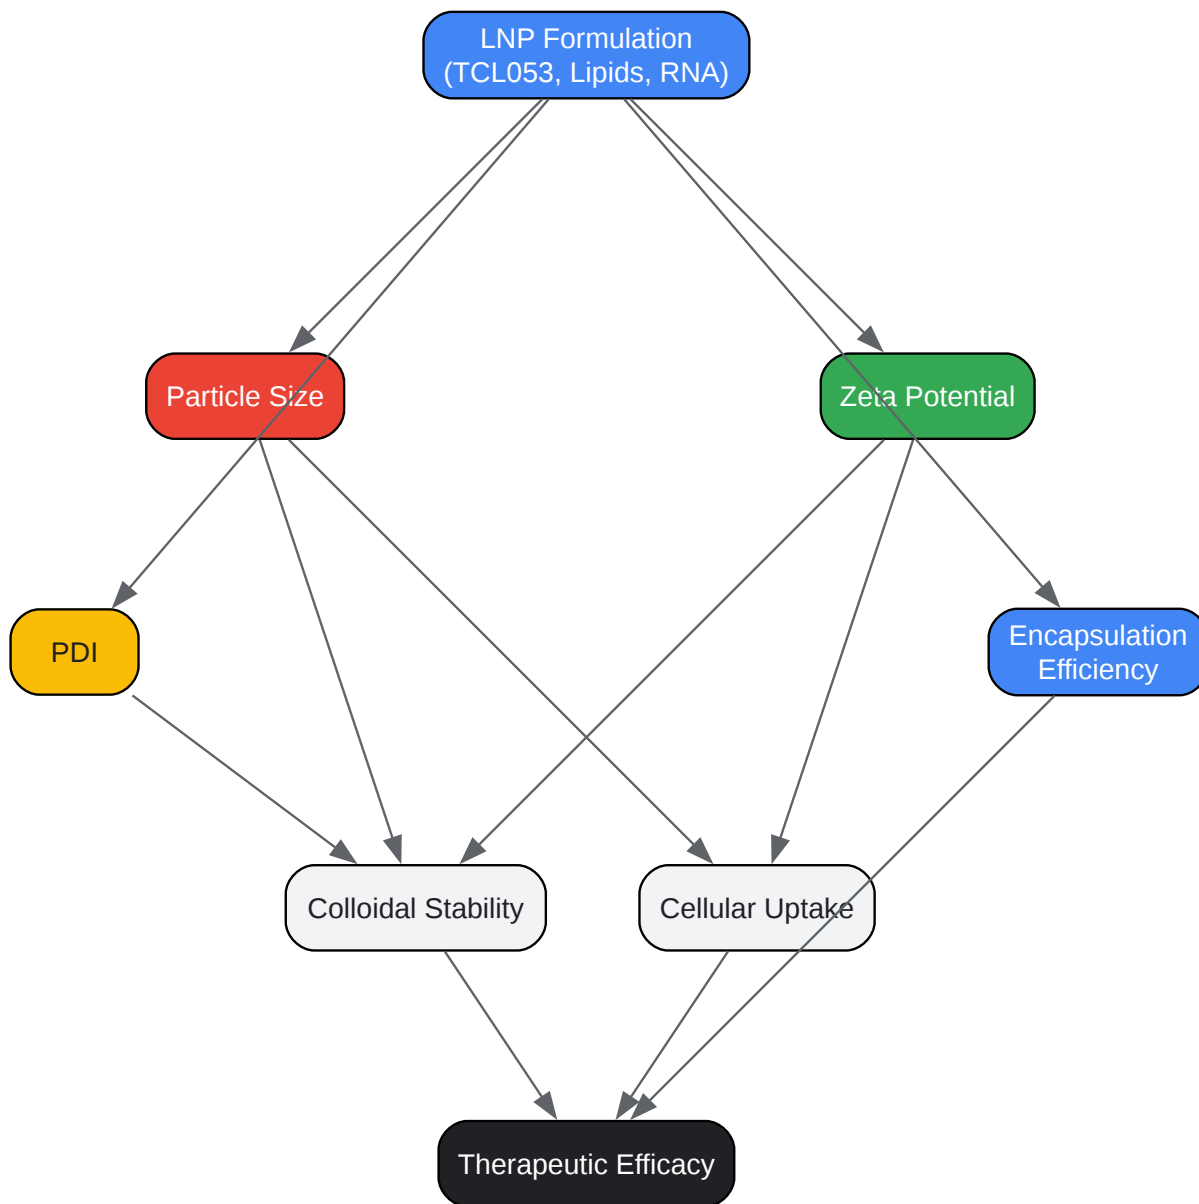 LNP Formulation
(TCL053, Lipids, RNA)
Particle Size
Zeta Potential
PDI
Encapsulation
Efficiency
Colloidal Stability
Cellular Uptake
Therapeutic Efficacy